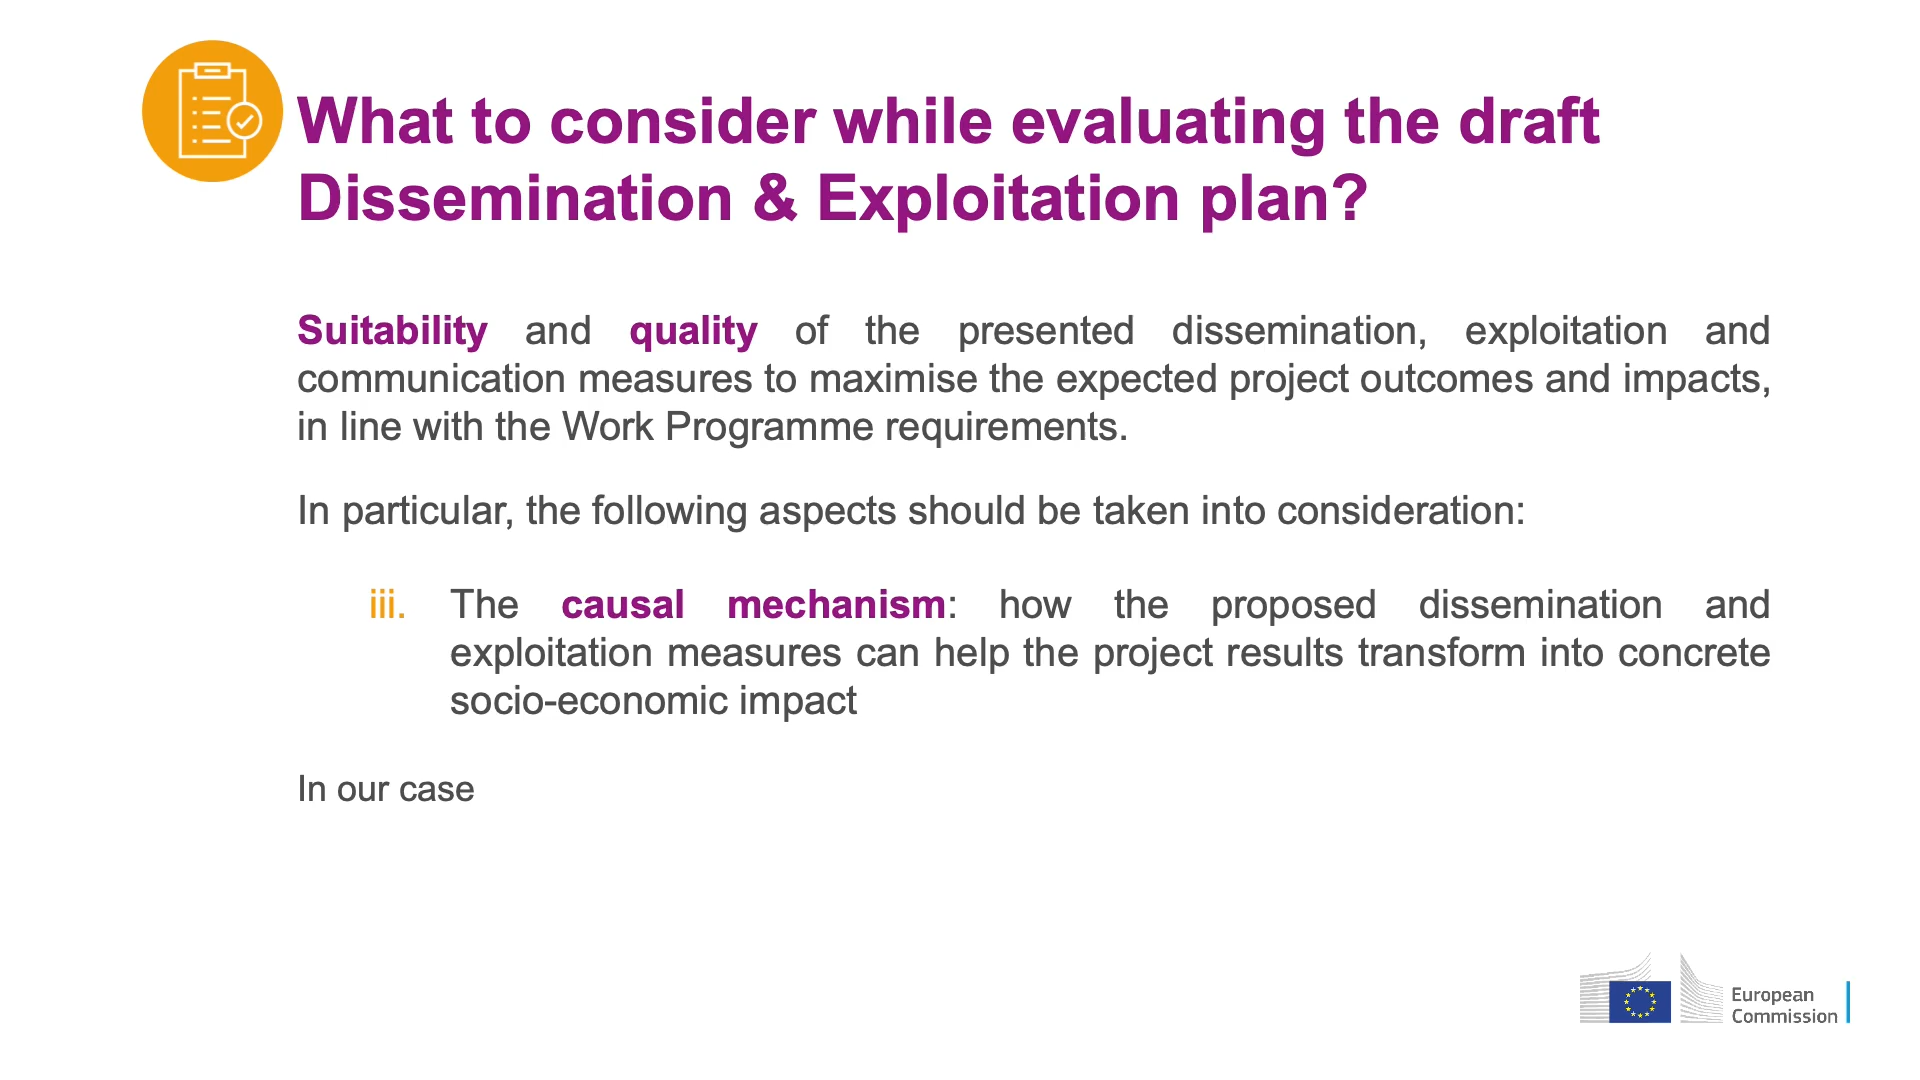 What to consider while evaluating the draft
Dissemination & Exploitation plan?
Suitability and quality of the presented dissemination, exploitation and
communication measures to maximise the expected project outcomes and impacts,
in line with the Work Programme requirements.
In particular, the following aspects should be taken into consideration:
iii. The causal mechanism: how the proposed dissemination and
exploitation measures can help the project results transform into concrete
socio-economic impact
In our case
European
Commission